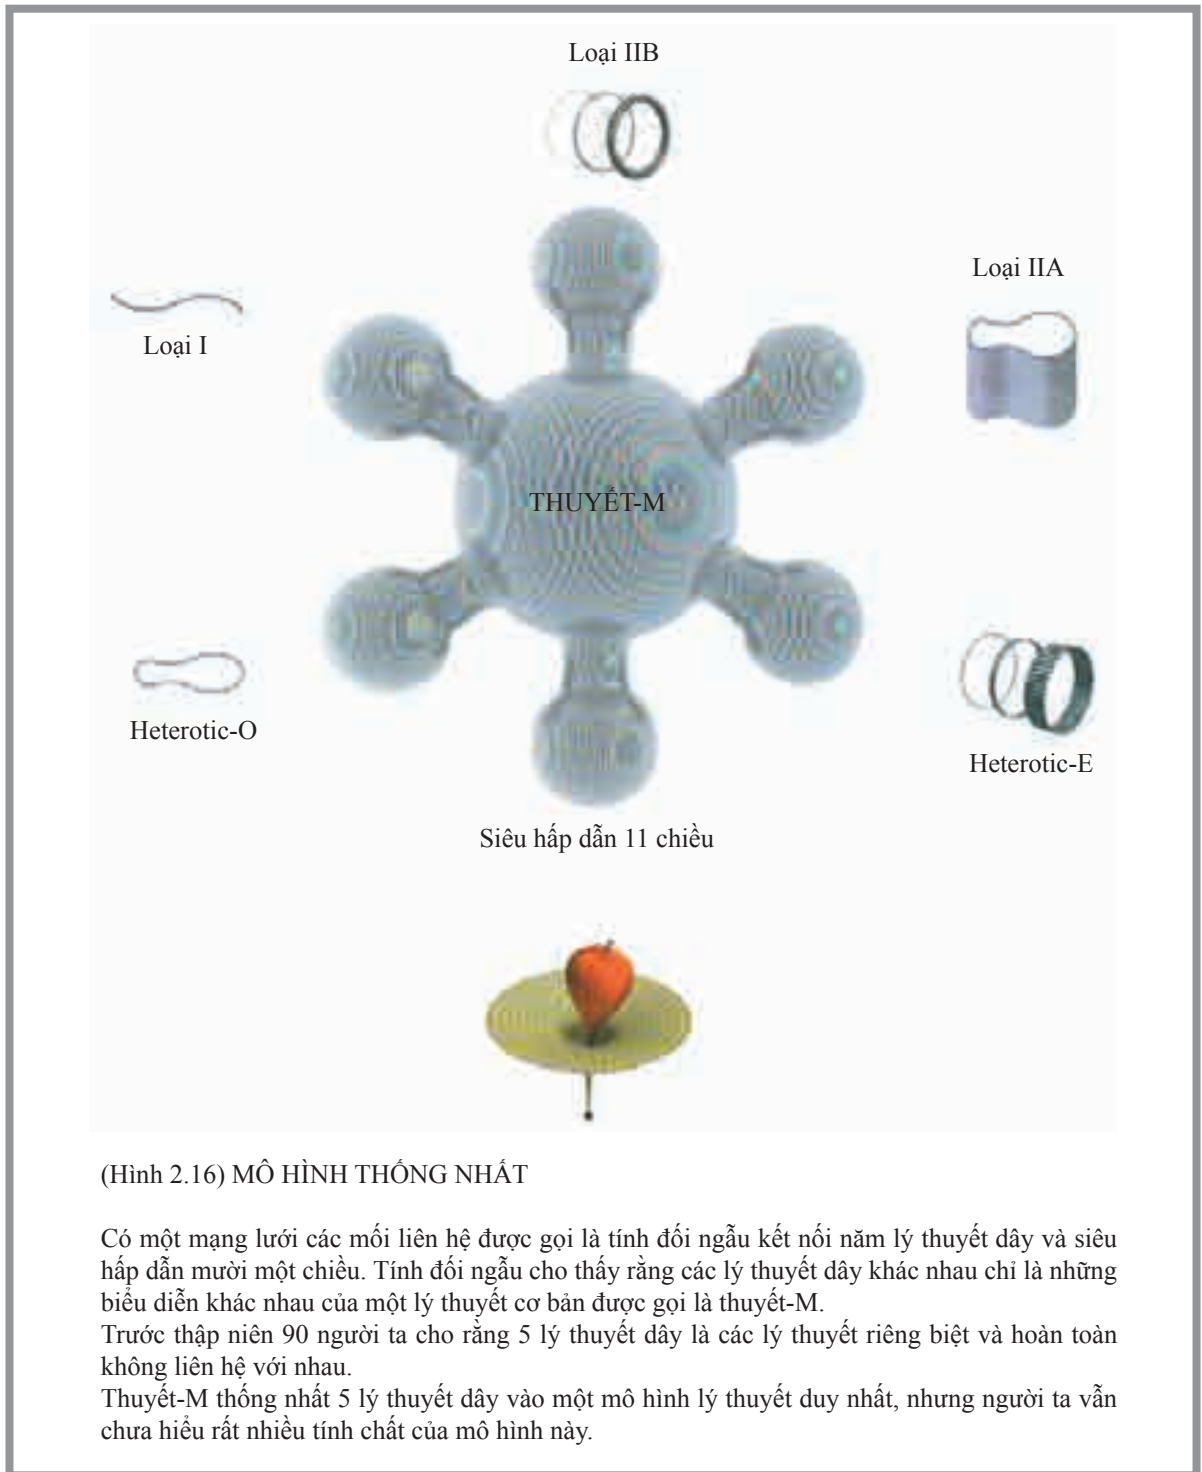 Loại IIB
Loại IIA
Loại I
THUYẾT-M
Heterotic-O
Heterotic-E
Siêu hấp dẫn 11 chiều
(Hình 2.16) MÔ HÌNH THỐNG NHẤT
Có một mạng lưới các mối liên hệ được gọi là tính đối ngẫu kết nối năm lý thuyết dây và siêu
hấp dẫn mười một chiều. Tính đối ngẫu cho thấy rằng các lý thuyết dây khác nhau chỉ là những
biểu diễn khác nhau của một lý thuyết cơ bản được gọi là thuyết-M.
Trước thập niên 90 người ta cho rằng 5 lý thuyết dây là các lý thuyết riêng biệt và hoàn toàn
không liên hệ với nhau.
Thuyết-M thống nhất 5 lý thuyết dây vào một mô hình lý thuyết duy nhất, nhưng người ta vẫn
chưa hiểu rất nhiều tính chất của mô hình này.